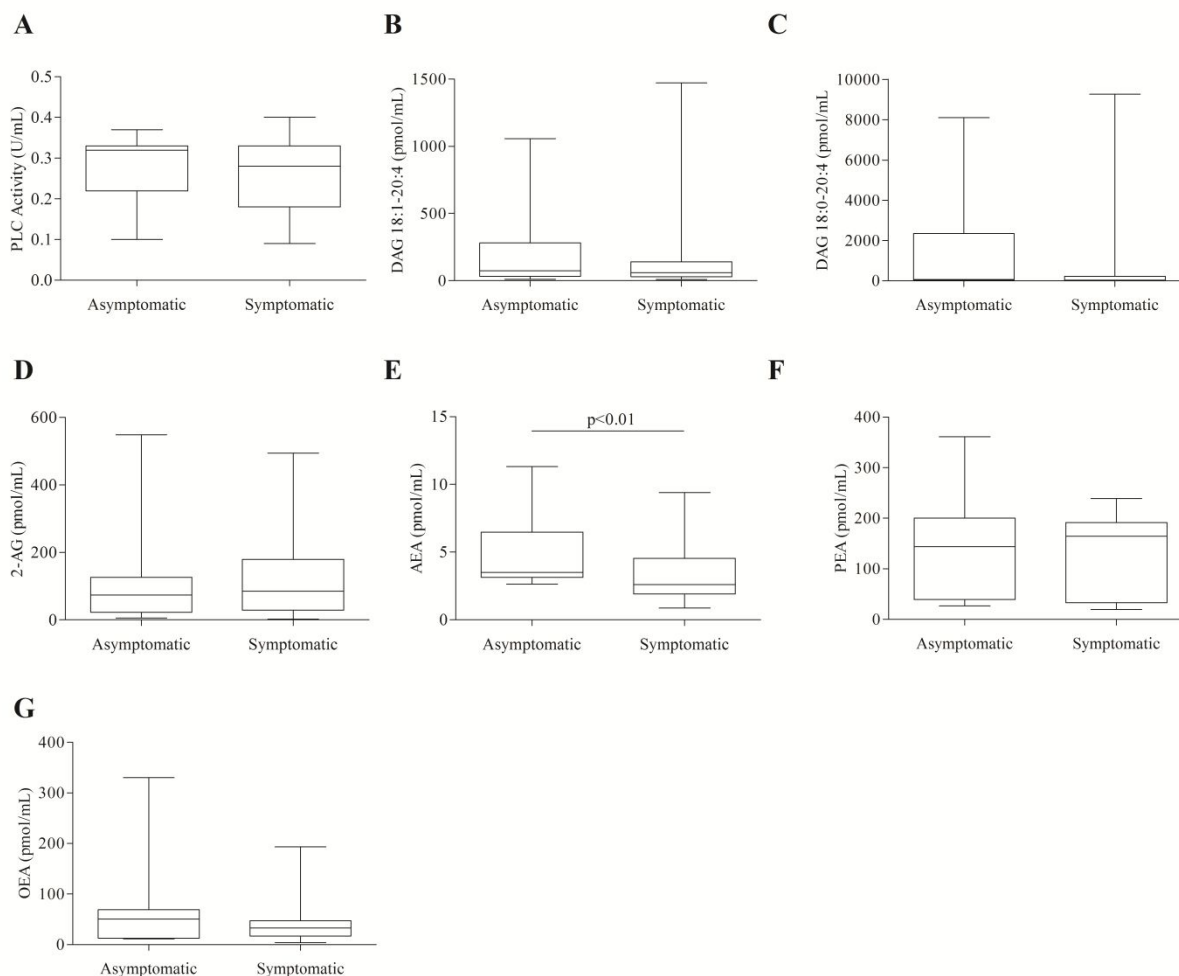 A
PLC Activity (U/mL)
0.5
0.4
0.3
0.2
0.1
0.0
Asymptomatic
Symptomatic
B
DAG 18:1-20:4 (pmol/mL)
1500
1000
500
0
Asymptomatic
Symptomatic
C
DAG 18:0-20:4 (pmol/mL
10000
8000
6000
4000
2000
0
Asymptomatic
Symptomatic
D
2-AG (pmol/mL)
600
400
200
0
Asymptomatic
Symptomatic
E
AEA (pmol/mL)
15
10
5
0
p<0.01
Asymptomatic
Symptomatic
F
PEA (pmol/mL)
400
300
200
100
0
Asymptomatic
Symptomatic
G
OEA (pmol/mL)
400
300
200
100
0
Asymptomatic
Symptomatic